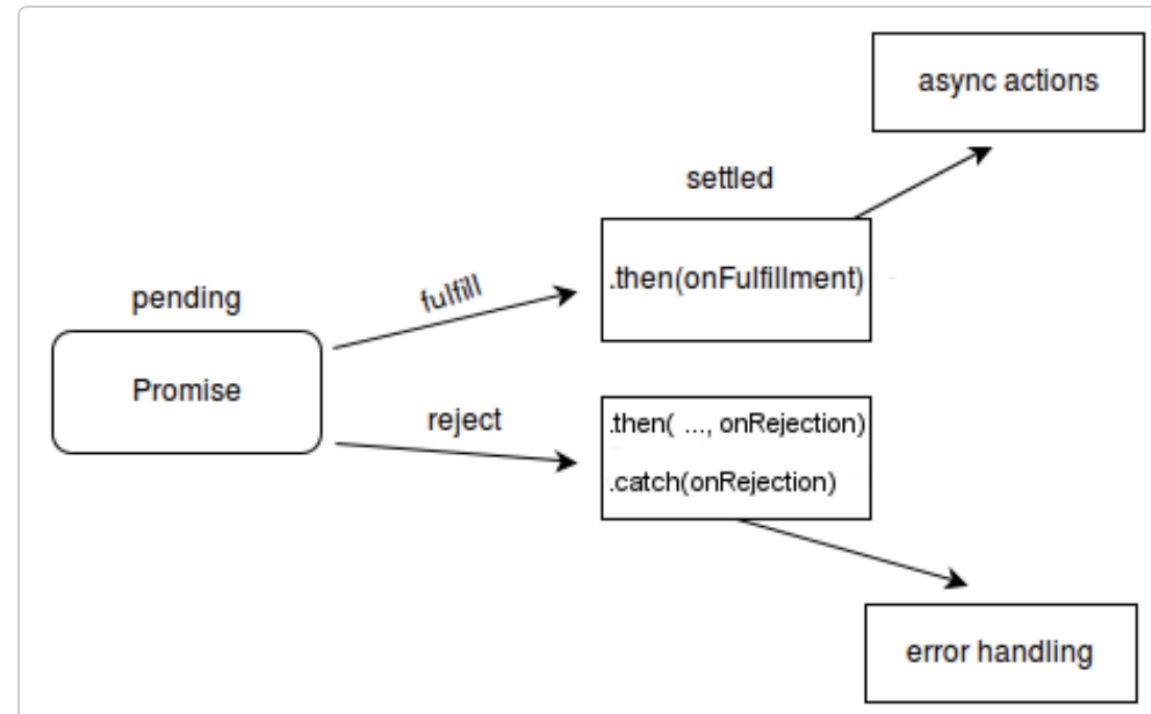 async actions
settled
.then(onFulfillment)
pending
fulfill
Promise
reject
.then( ..., onRejection)
.catch(onRejection)
error handling